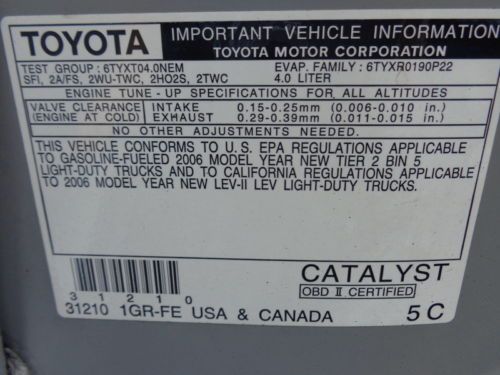 TOYOTA
IMPORTANT VEHICLE INFORMATION
TOYOTA MOTOR CORPORATION
TEST GROUP : 6TYXT04.0NEM EVAP. FAMILY : 6TYXR0190P22
SFI, 2A/FS, 2WU-TWC, 2HO2S, 2TWC 4.0 LITER
ENGINE TUNE - UP SPECIFICATIONS FOR ALL ALTITUDES
VALVE CLEARANCE INTAKE 0.15-0.25mm (0.006-0.010 in.)
(ENGINE AT COLD) EXHAUST 0.29-0.39mm (0.011-0.015 in.)
NO OTHER ADJUSTMENTS NEEDED.
THIS VEHICLE CONFORMS TO U.S. EPA REGULATIONS APPLICABLE
TO GASOLINE-FUELED 2006 MODEL YEAR NEW TIER 2 BIN 5
LIGHT-DUTY TRUCKS AND TO CALIFORNIA REGULATIONS APPLICABLE
TO 2006 MODEL YEAR NEW LEV-II LEV LIGHT-DUTY TRUCKS.
CATALYST
OBD II CERTIFIED
31210
31210 1GR-FE USA & CANADA 5C